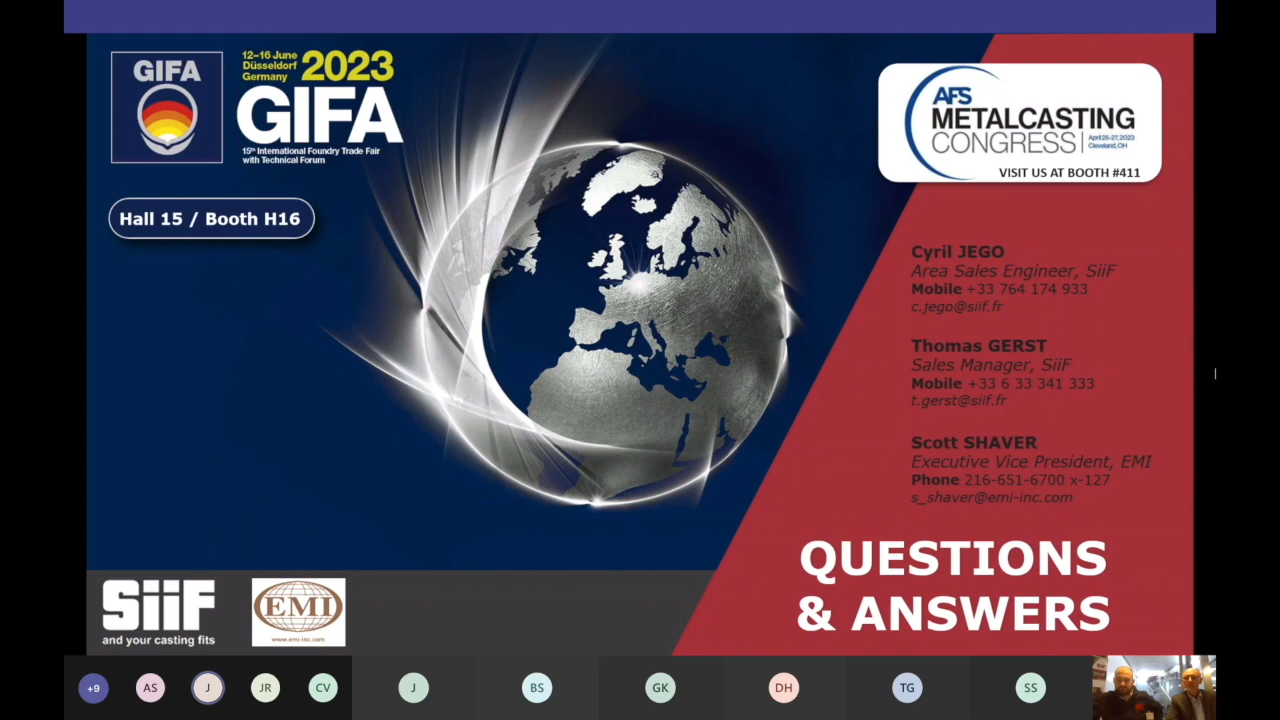 GIFA
12–16 June
Düsseldorf
Germany
2023
GIFA
15th International Foundry Trade Fair
with Technical Forum
Hall 15 / Booth H16
AFS
METALCASTING
CONGRESS
April 25-27, 2023
Cleveland, OH
VISIT US AT BOOTH #411
Cyril JEGO
Area Sales Engineer, SiiF
Mobile +33 764 174 933
c.jego@siif.fr
Thomas GERST
Sales Manager, SiiF
Mobile +33 6 33 341 333
t.gerst@siif.fr
Scott SHAVER
Executive Vice President, EMI
Phone 216-651-6700 x-127
s_shaver@emi-inc.com
QUESTIONS
& ANSWERS
SiiF
and your casting fits
EMI
www.emi-inc.com
+9 AS J JR CV J BS GK DH TG SS